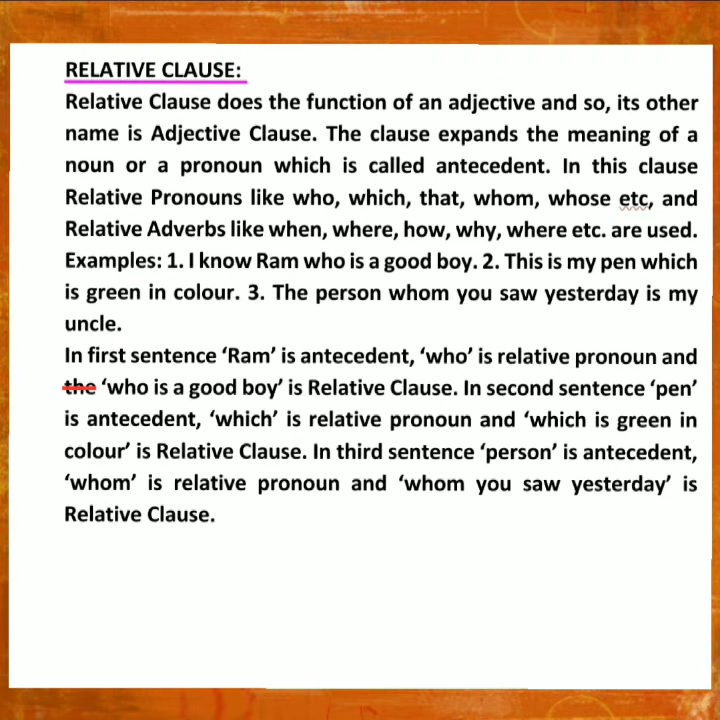 RELATIVE CLAUSE:
Relative Clause does the function of an adjective and so, its other
name is Adjective Clause. The clause expands the meaning of a
noun or a pronoun which is called antecedent. In this clause
Relative Pronouns like who, which, that, whom, whose etc, and
Relative Adverbs like when, where, how, why, where etc. are used.
Examples: 1. I know Ram who is a good boy. 2. This is my pen which
is green in colour. 3. The person whom you saw yesterday is my
uncle.
In first sentence ‘Ram’ is antecedent, ‘who’ is relative pronoun and
the ‘who is a good boy’ is Relative Clause. In second sentence ‘pen’
is antecedent, ‘which’ is relative pronoun and ‘which is green in
colour’ is Relative Clause. In third sentence ‘person’ is antecedent,
‘whom’ is relative pronoun and ‘whom you saw yesterday’ is
Relative Clause.